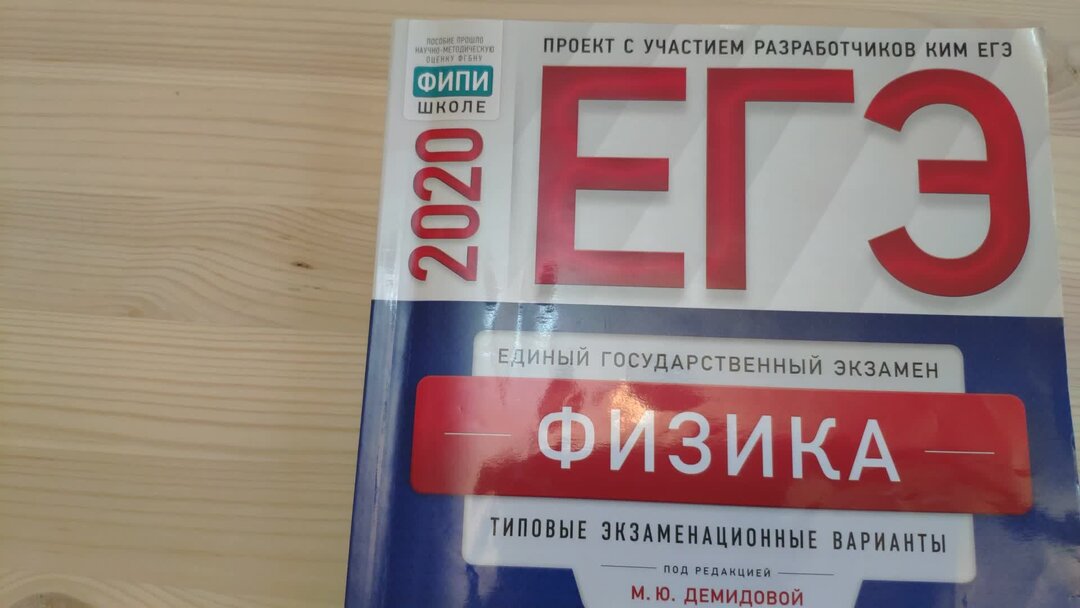 ПОСОБИЕ ПРОШЛО
НАУЧНО-МЕТОДИЧЕСКУЮ
ОЦЕНКУ ФГБНУ
ФИПИ
ШКОЛЕ
2020
ПРОЕКТ С УЧАСТИЕМ РАЗРАБОТЧИКОВ КИМ ЕГЭ
ЕГЭ
ЕДИНЫЙ ГОСУДАРСТВЕННЫЙ ЭКЗАМЕН
ФИЗИКА
ТИПОВЫЕ ЭКЗАМЕНАЦИОННЫЕ ВАРИАНТЫ
ПОД РЕДАКЦИЕЙ
М. Ю. ДЕМИДОВОЙ